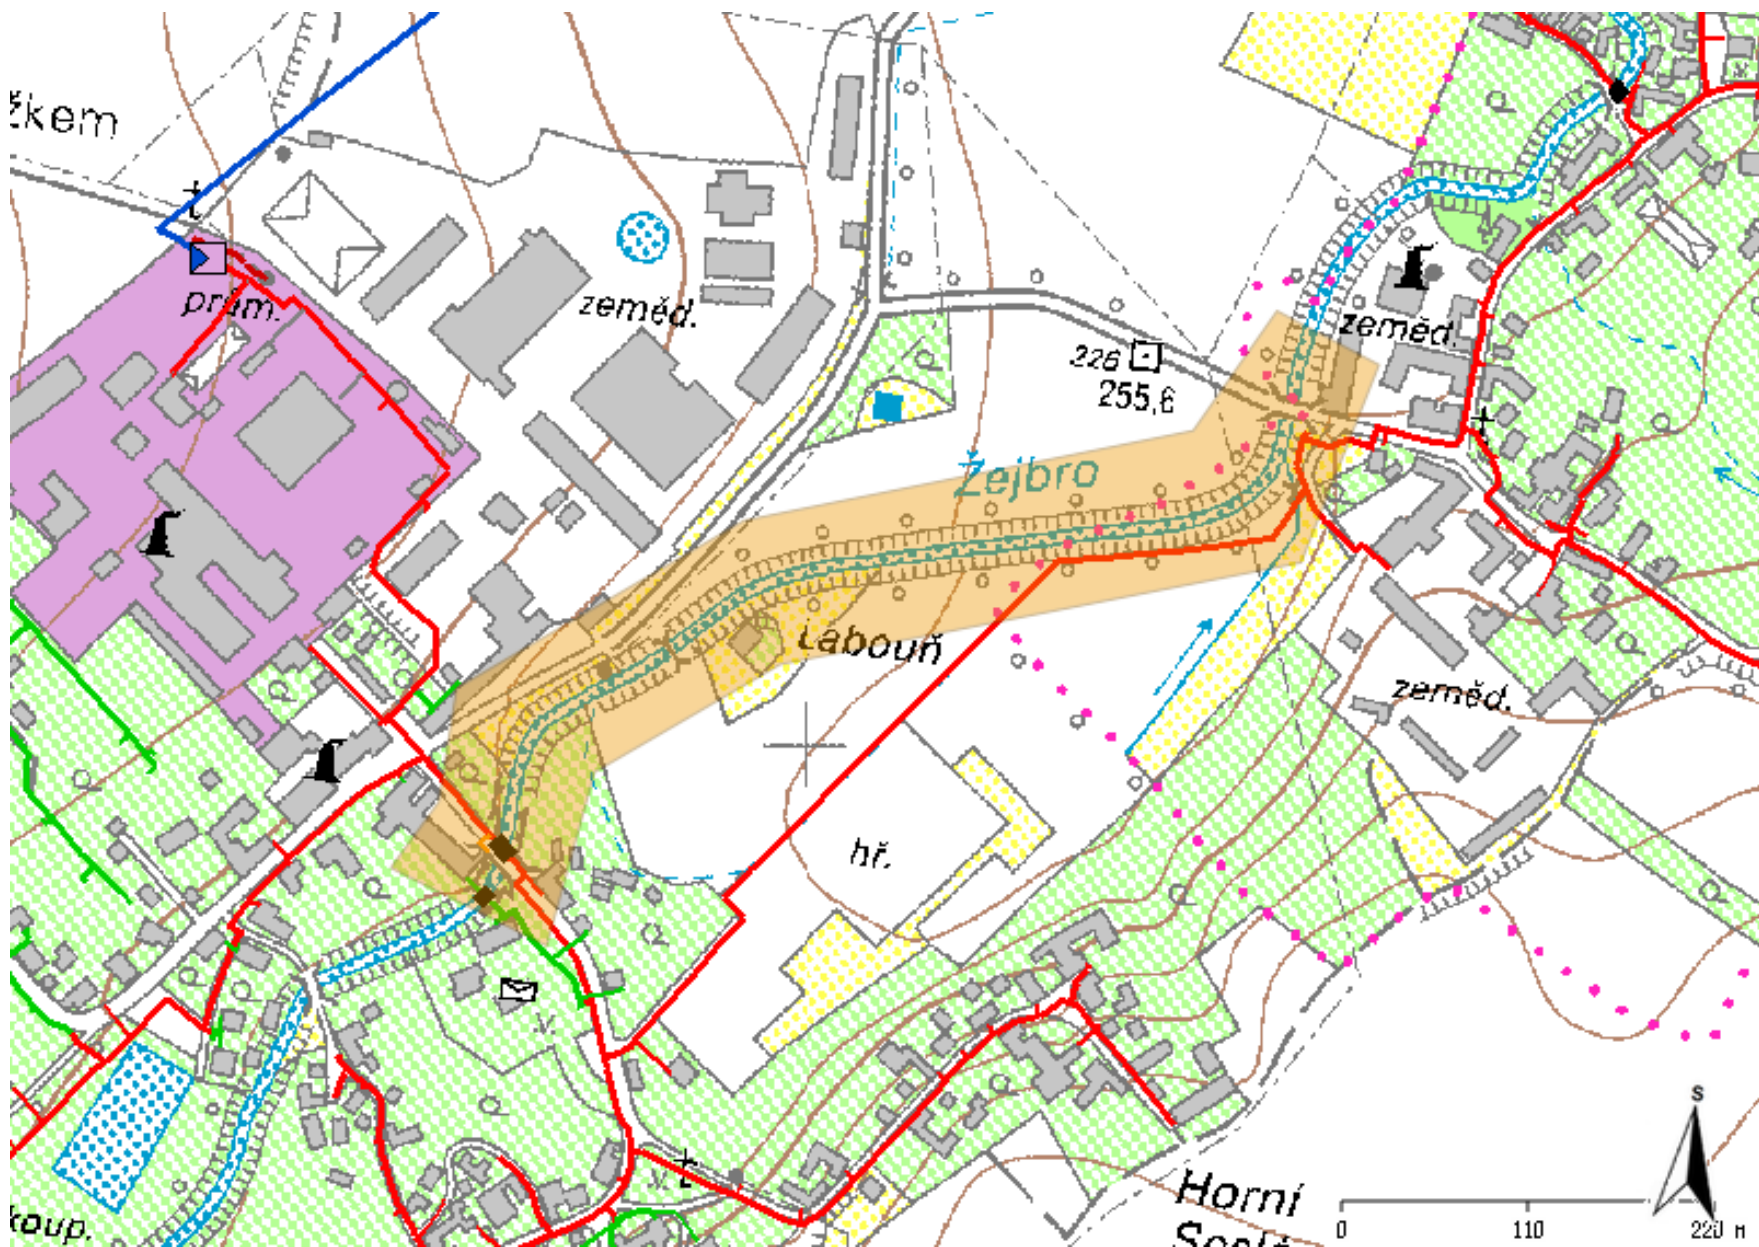 žkem
prům.
zeměd.
zeměd.
226
255,6
Žejbro
Labouň
zeměd.
hř.
Horní
koup.
S
0 110 220 M